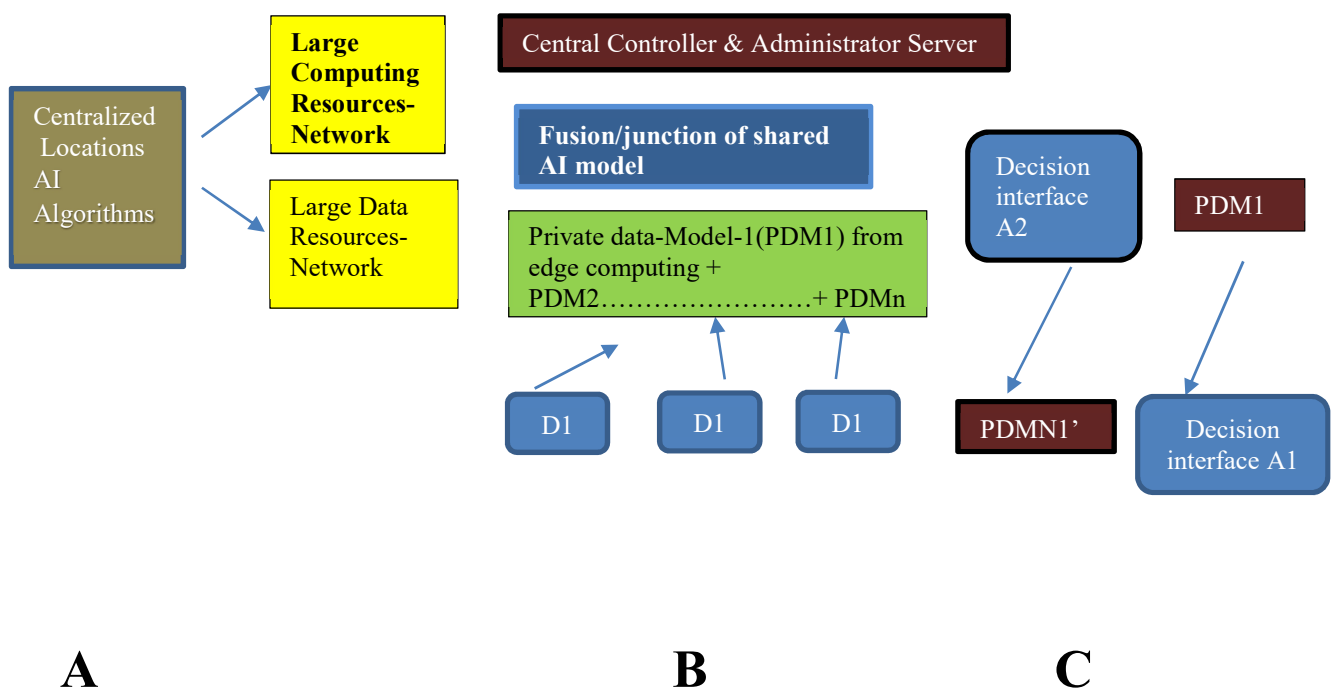 Centralized
Locations
AI
Algorithms
Large
Computing
Resources-
Network
Large Data
Resources-
Network
Central Controller & Administrator Server
Fusion/junction of shared
AI model
Private data-Model-1(PDM1) from
edge computing +
PDM2……………………+ PDMn
D1
D1
D1
Decision
interface
A2
PDM1
PDMN1’
Decision
interface A1
A
B
C